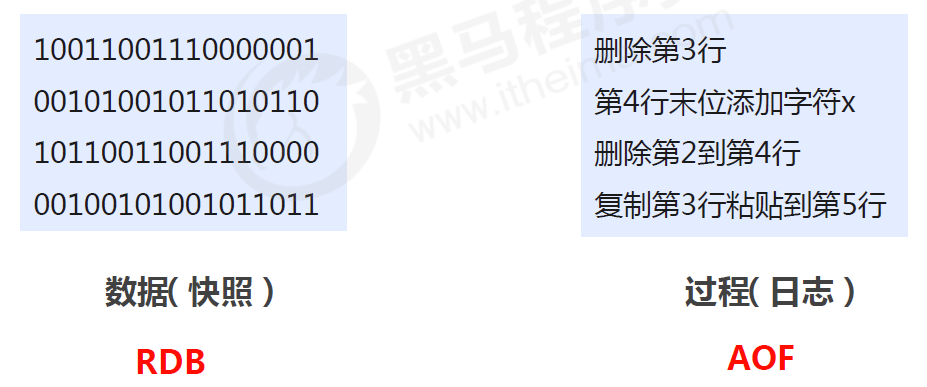 10011001110000001
00101001011010110
10110011001110000
00100101001011011
数据( 快照 )
RDB
删除第3行
第4行末位添加字符x
删除第2到第4行
复制第3行粘贴到第5行
过程( 日志 )
AOF
黑马程序
www.itheima.